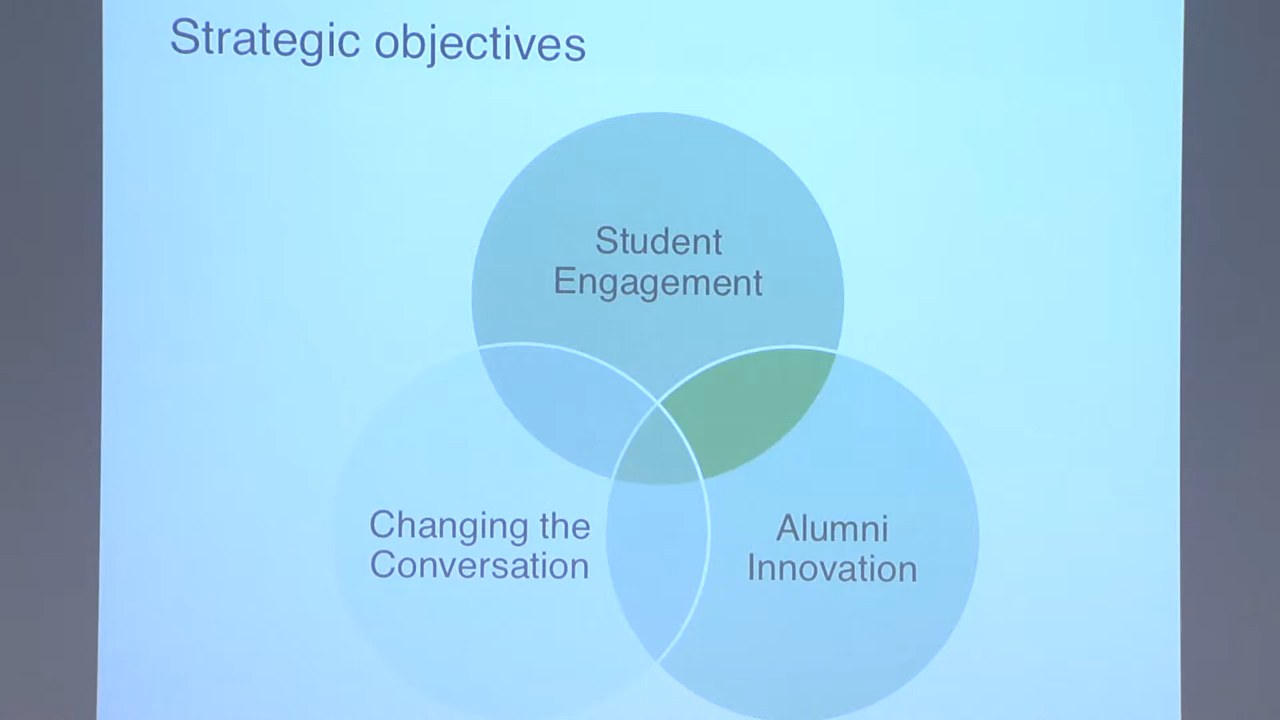 Strategic objectives
Student
Engagement
Changing the
Conversation
Alumni
Innovation